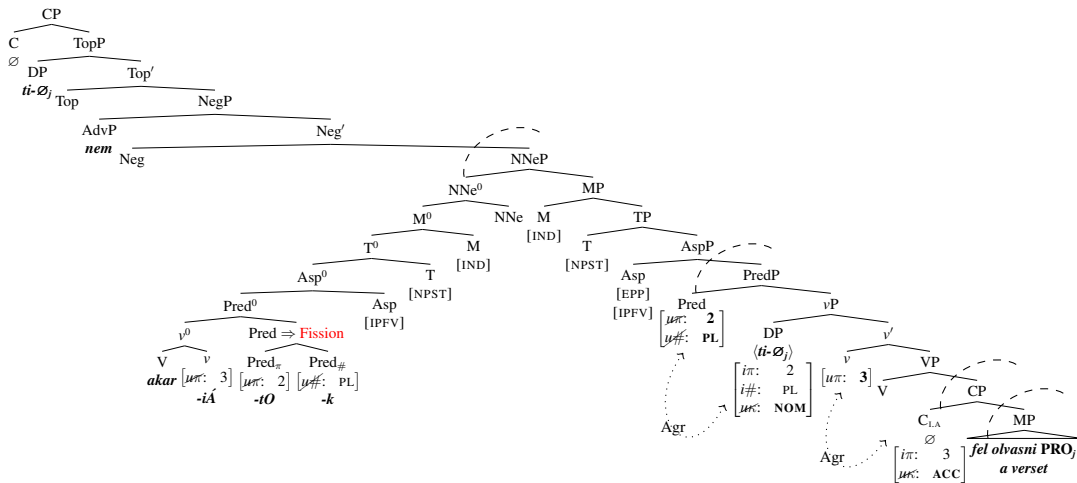 CP
C TopP
∅ DP Top′
ti-∅j Top NegP
AdvP Neg′
nem Neg NNeP
NNe⁰ MP
M⁰ NNe M TP
[IND]
T⁰ M T AspP
[IND] [NPST]
Asp⁰ T Asp PredP
[NPST] [EPP]
Pred⁰ Asp [IPFV] Pred vP
[IPFV] [uπ: 2]
v⁰ Pred ⇒ Fission [u#: PL] DP v′
⟨ti-∅j⟩
V v Predπ Pred# v VP
akar [uπ: 3] [uπ: 2] [u#: PL] [iπ: 2] [uπ: 3] V CP
-iÁ -tO -k [i#: PL]
[uκ: NOM] CLA MP
Agr ∅ fel olvasni PROj
[iπ: 3] a verset
Agr [uκ: ACC]